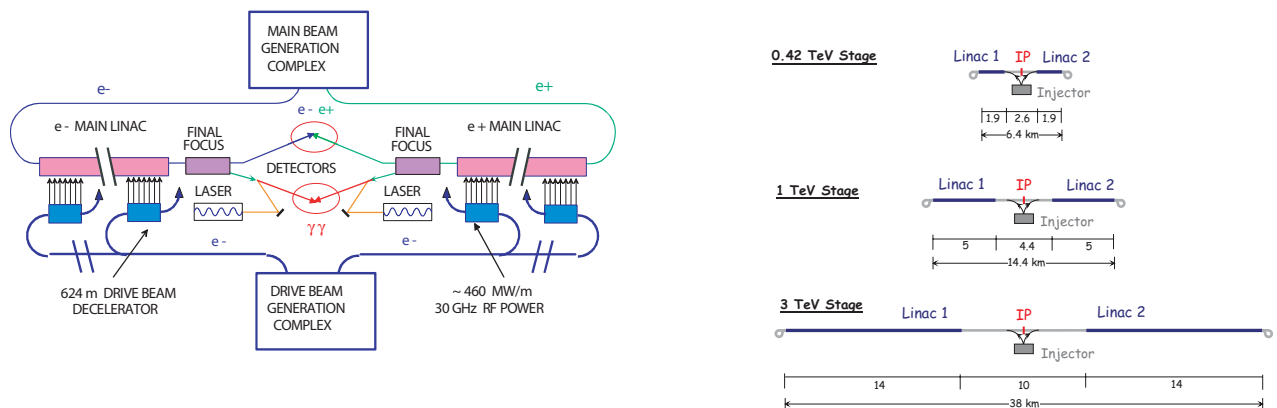 MAIN BEAM
GENERATION
COMPLEX
e-
e+
e- e+
e- MAIN LINAC
FINAL
FOCUS
e+ MAIN LINAC
FINAL
FOCUS
DETECTORS
LASER
LASER
γγ
e-
e-
624 m DRIVE BEAM
DECELERATOR
DRIVE BEAM
GENERATION
COMPLEX
~ 460 MW/m
30 GHz RF POWER
0.42 TeV Stage
Linac 1 IP Linac 2
Injector
1.9 2.6 1.9
6.4 km
1 TeV Stage
Linac 1 IP Linac 2
Injector
5 4.4 5
14.4 km
3 TeV Stage
Linac 1 IP Linac 2
Injector
14 10 14
38 km